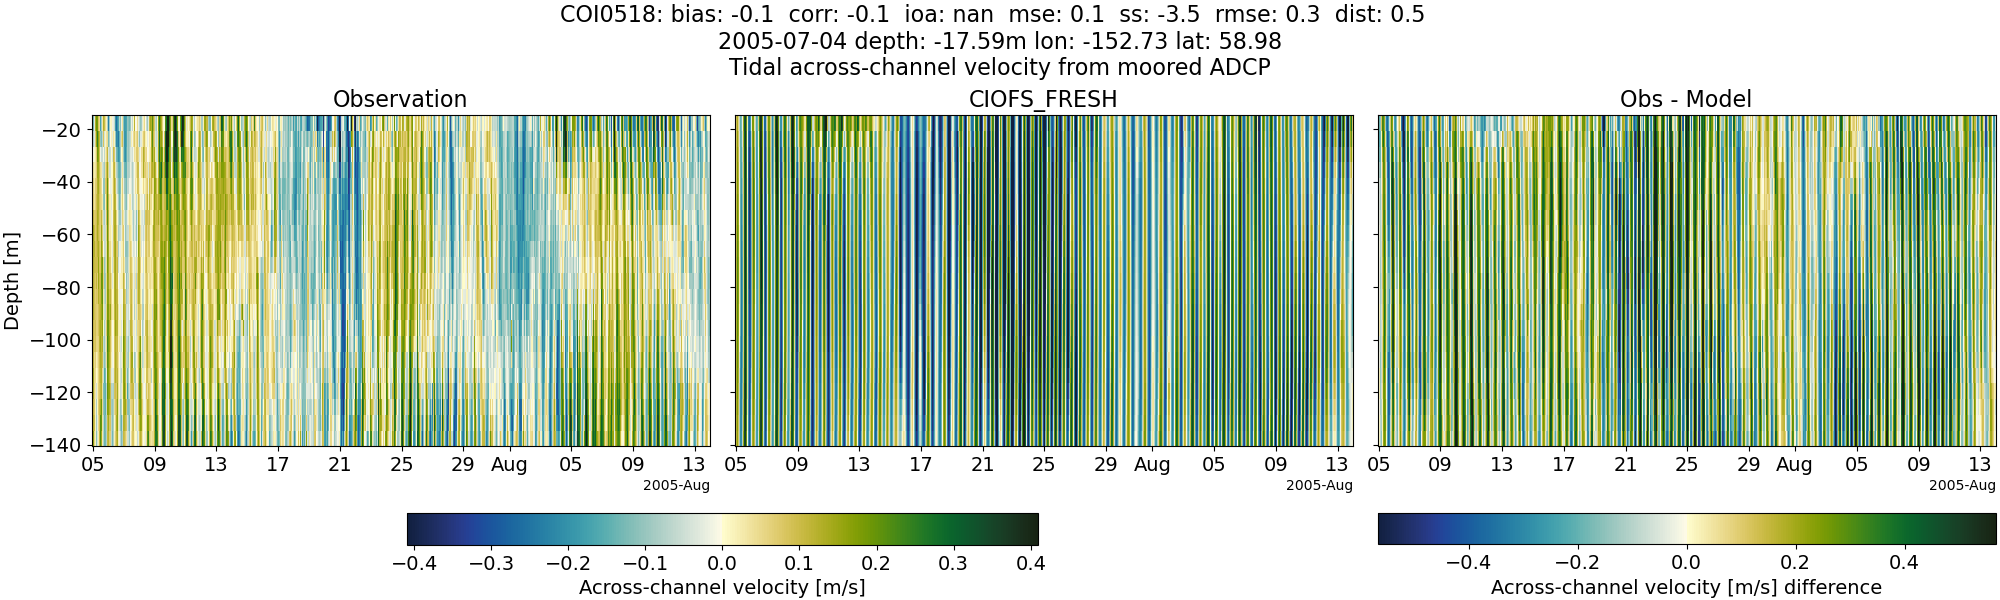 COI0518: bias: -0.1  corr: -0.1  ioa: nan  mse: 0.1  ss: -3.5  rmse: 0.3  dist: 0.5
2005-07-04 depth: -17.59m lon: -152.73 lat: 58.98
Tidal across-channel velocity from moored ADCP
Observation
CIOFS_FRESH
Obs - Model
Depth [m]
−20
−40
−60
−80
−100
−120
−140
05 09 13 17 21 25 29 Aug 05 09 13
2005-Aug
05 09 13 17 21 25 29 Aug 05 09 13
2005-Aug
05 09 13 17 21 25 29 Aug 05 09 13
2005-Aug
−0.4 −0.3 −0.2 −0.1 0.0 0.1 0.2 0.3 0.4
Across-channel velocity [m/s]
−0.4 −0.2 0.0 0.2 0.4
Across-channel velocity [m/s] difference